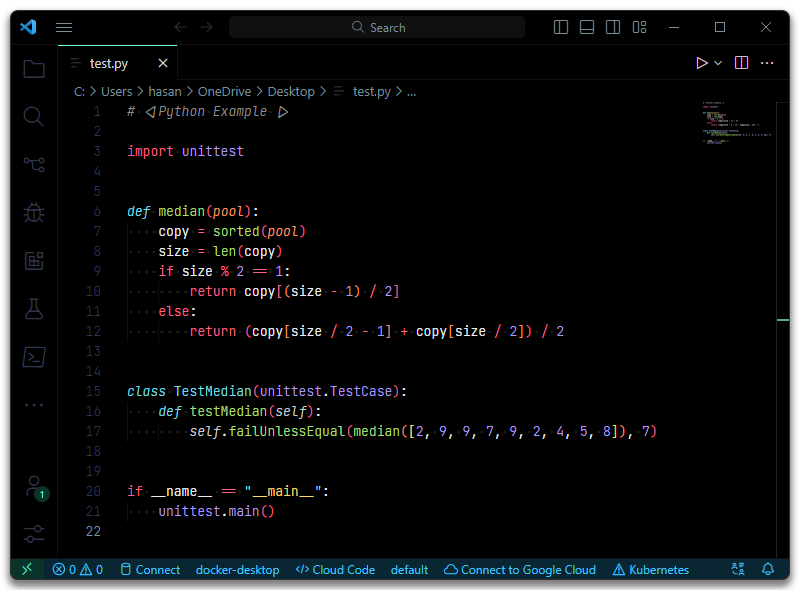 Search
test.py
C: > Users > hasan > OneDrive > Desktop > test.py > ...
1 # ◁Python Example ▷
2
3 import unittest
4
5
6 def median(pool):
7 copy = sorted(pool)
8 size = len(copy)
9 if size % 2 == 1:
10 return copy[(size - 1) / 2]
11 else:
12 return (copy[size / 2 - 1] + copy[size / 2]) / 2
13
14
15 class TestMedian(unittest.TestCase):
16 def testMedian(self):
17 self.failUnlessEqual(median([2, 9, 9, 7, 9, 2, 4, 5, 8]), 7)
18
19
20 if __name__ == "__main__":
21 unittest.main()
22
1
0 0 Connect docker-desktop </> Cloud Code default Connect to Google Cloud Kubernetes